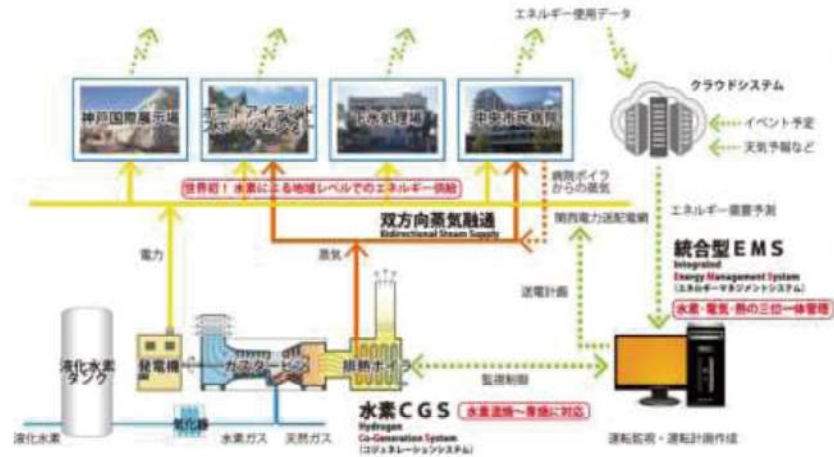 エネルギー使用データ
クラウドシステム
神戸国際展示場
ポートアイランド
スポーツセンター
下水処理場
中央市民病院
イベント予定
天気予報など
世界初！ 水素による地域レベルでのエネルギー供給
病院ボイラ
からの蒸気
双方向蒸気融通
Bidirectional Steam Supply
関西電力送配電網
エネルギー需要予測
電力
蒸気
統合型EMS
Integrated
Energy Management System
(エネルギーマネジメントシステム)
送電計画
水素・電気・熱の三位一体管理
液化水素
タンク
発電機
ガスタービン
排熱ボイラ
監視制御
気化器
水素CGS
水素混焼～専焼に対応
Hydrogen
Co-Generation System
(コジェネレーションシステム)
液化水素
水素ガス
天然ガス
運転監視・運転計画作成